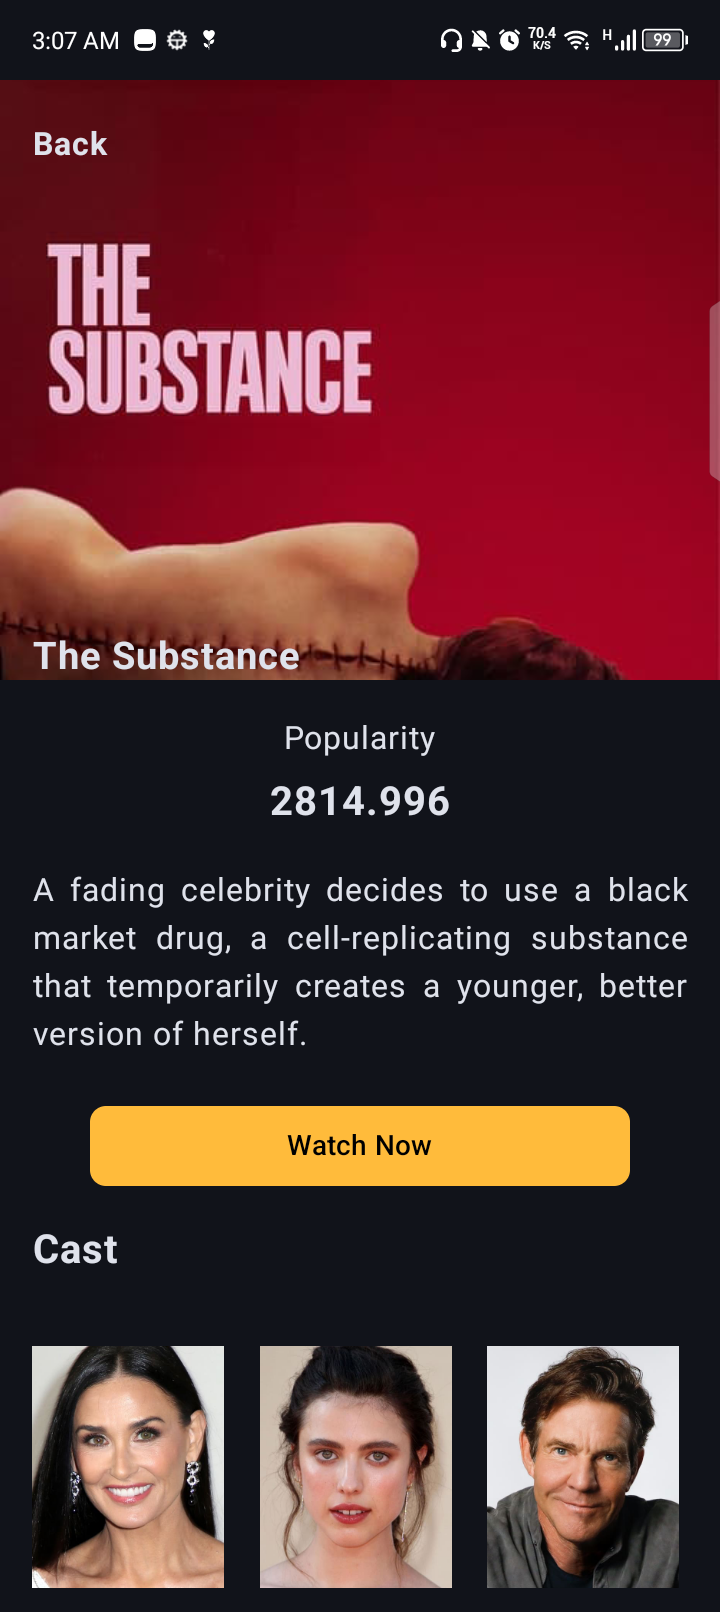 3:07 AM 70.4 K/S H 99
Back
THE
SUBSTANCE
The Substance
Popularity
2814.996
A fading celebrity decides to use a black
market drug, a cell-replicating substance
that temporarily creates a younger, better
version of herself.
Watch Now
Cast